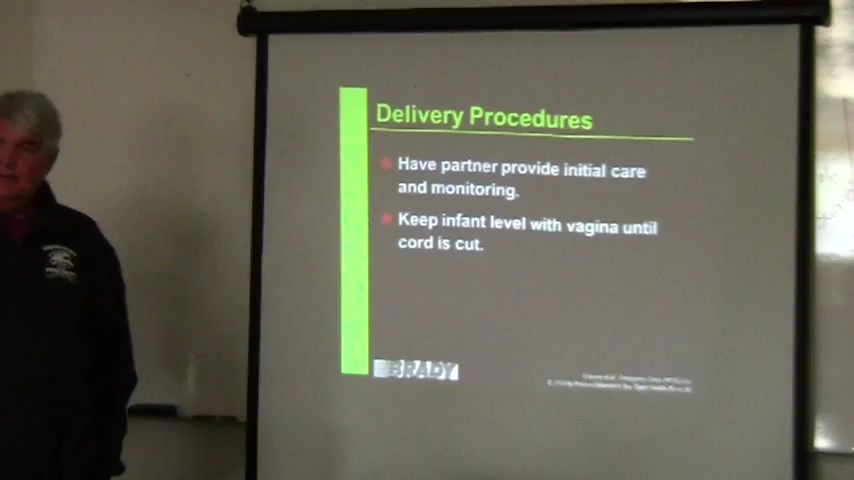 Delivery Procedures
Have partner provide initial care
and monitoring.
Keep infant level with vagina until
cord is cut.
BRADY